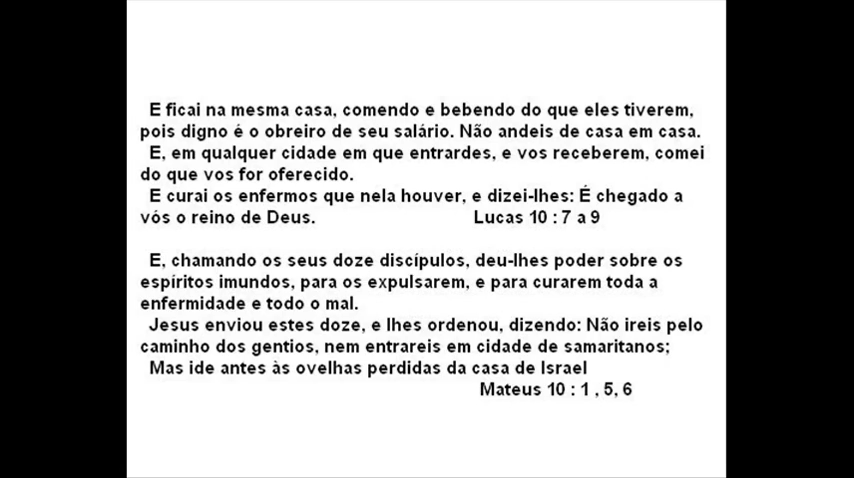 E ficai na mesma casa, comendo e bebendo do que eles tiverem,
pois digno é o obreiro de seu salário. Não andeis de casa em casa.
E, em qualquer cidade em que entrardes, e vos receberem, comei
do que vos for oferecido.
E curai os enfermos que nela houver, e dizei-lhes: É chegado a
vós o reino de Deus. Lucas 10 : 7 a 9
E, chamando os seus doze discípulos, deu-lhes poder sobre os
espíritos imundos, para os expulsarem, e para curarem toda a
enfermidade e todo o mal.
Jesus enviou estes doze, e lhes ordenou, dizendo: Não ireis pelo
caminho dos gentios, nem entrareis em cidade de samaritanos;
Mas ide antes às ovelhas perdidas da casa de Israel
Mateus 10 : 1 , 5, 6